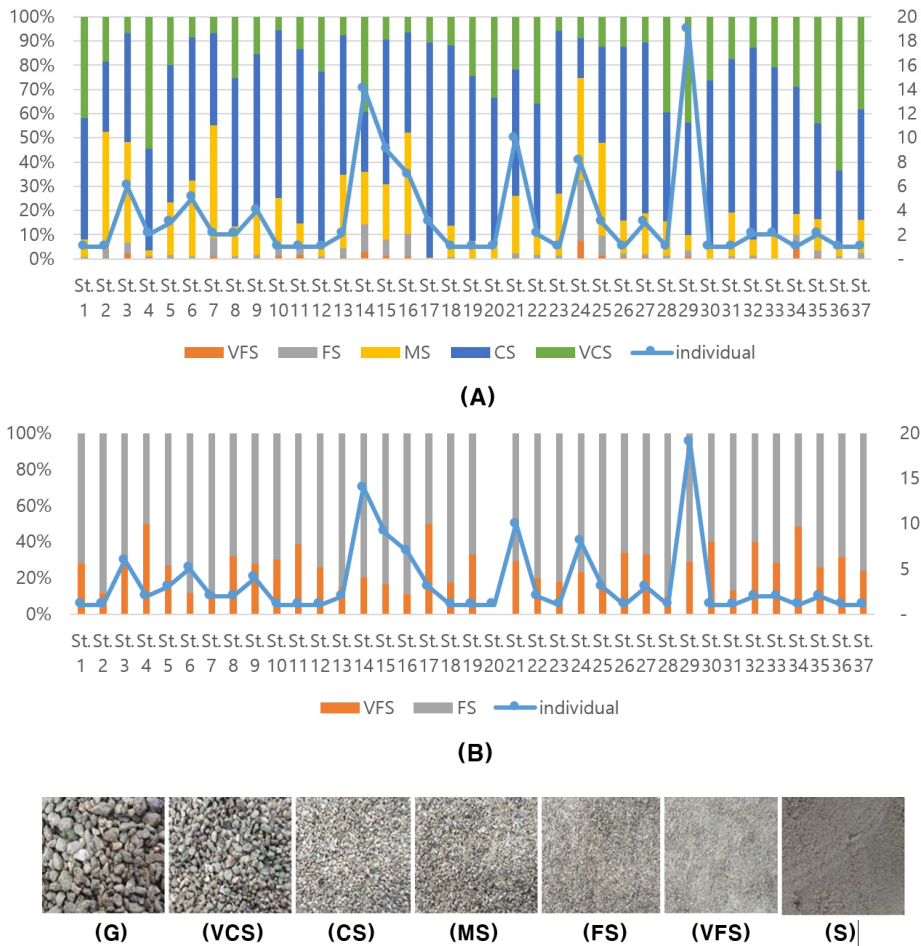 100% 20
90% 18
80% 16
70% 14
60% 12
50% 10
40% 8
30% 6
20% 4
10% 2
0% -
St. St. St. St. St. St. St. St. St. St. St. St. St. St. St. St. St. St. St. St. St. St. St. St. St. St. St. St. St. St. St. St. St. St. St. St. St.
1 2 3 4 5 6 7 8 9 10 11 12 13 14 15 16 17 18 19 20 21 22 23 24 25 26 27 28 29 30 31 32 33 34 35 36 37
VFS FS MS CS VCS individual
(A)
100% 20
80%
15
60%
10
40%
5
20%
0% -
St. St. St. St. St. St. St. St. St. St. St. St. St. St. St. St. St. St. St. St. St. St. St. St. St. St. St. St. St. St. St. St. St. St. St. St. St.
1 2 3 4 5 6 7 8 9 10 11 12 13 14 15 16 17 18 19 20 21 22 23 24 25 26 27 28 29 30 31 32 33 34 35 36 37
VFS FS individual
(B)
(G) (VCS) (CS) (MS) (FS) (VFS) (S)